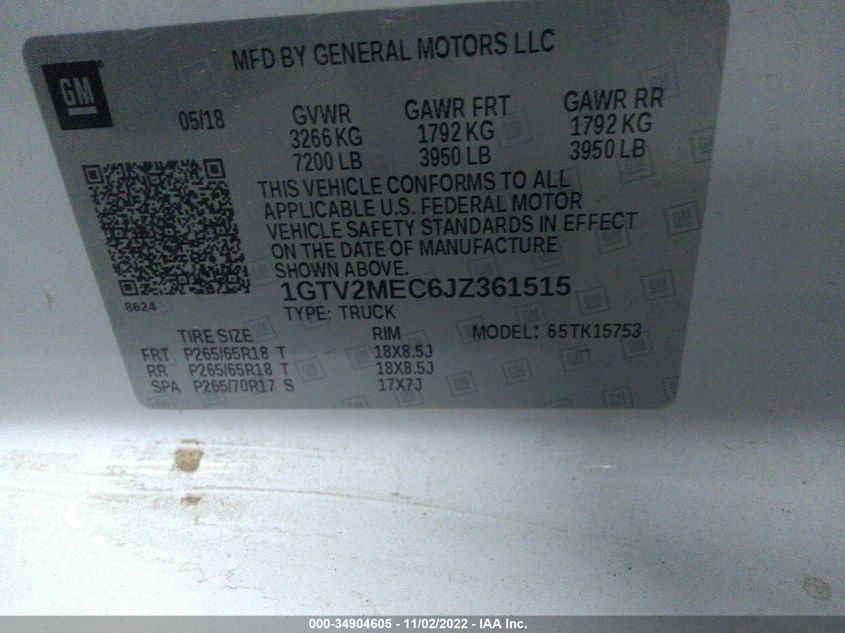 MFD BY GENERAL MOTORS LLC
GM
05/18 GVWR GAWR FRT GAWR RR
3266 KG 1792 KG 1792 KG
7200 LB 3950 LB 3950 LB
THIS VEHICLE CONFORMS TO ALL
APPLICABLE U.S. FEDERAL MOTOR
VEHICLE SAFETY STANDARDS IN EFFECT
ON THE DATE OF MANUFACTURE
SHOWN ABOVE.
1GTV2MEC6JZ361515
8624
TYPE: TRUCK
TIRE SIZE RIM MODEL: 65TK15753
FRT P265/65R18 T 18X8.5J
RR P265/65R18 T 18X8.5J
SPA P265/70R17 S 17X7J
000-34904605 - 11/02/2022 - IAA Inc.